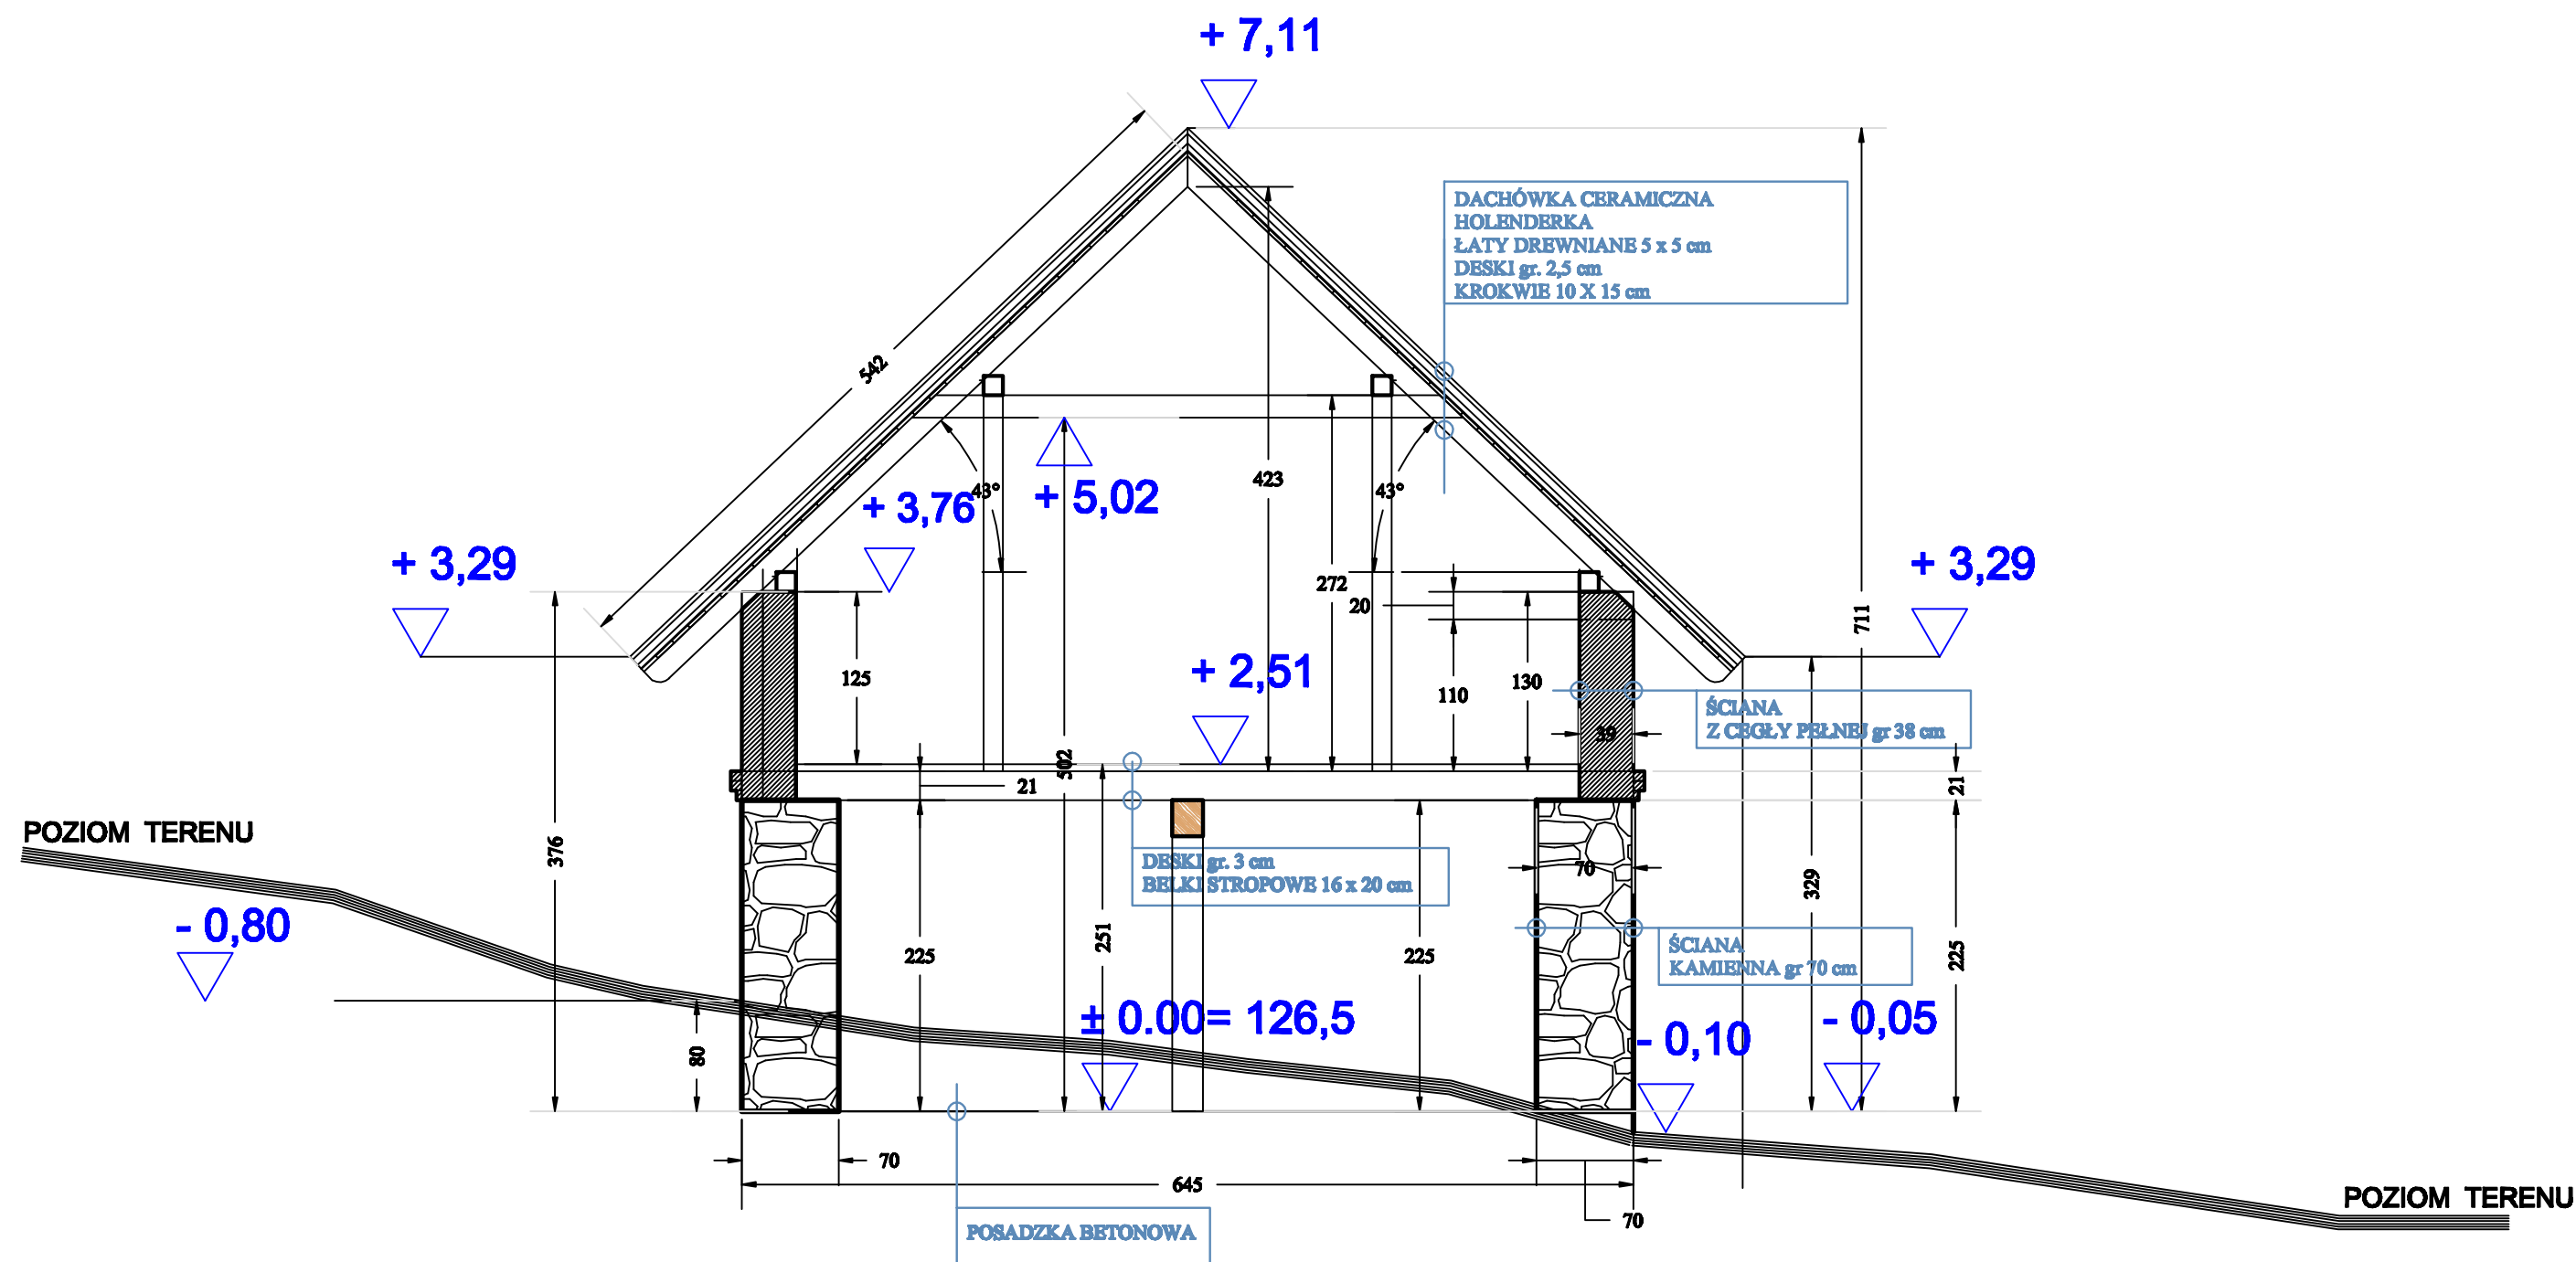 + 7,11
DACHÓWKA CERAMICZNA
HOLENDERKA
ŁATY DREWNIANE 5 x 5 cm
DESKI gr. 2,5 cm
KROKWIE 10 X 15 cm
542
43°
423
43°
+ 3,76
+ 5,02
+ 3,29
+ 3,29
272
20
711
125
+ 2,51
110
130
ŚCIANA
Z CEGŁY PEŁNEJ gr 38 cm
39
502
21
21
POZIOM TERENU
376
DESKI gr. 3 cm
BELKI STROPOWE 16 x 20 cm
70
329
- 0,80
225
251
225
ŚCIANA
KAMIENNA gr 70 cm
225
± 0.00= 126,5
- 0,10
- 0,05
80
70
645
70
POZIOM TERENU
POSADZKA BETONOWA